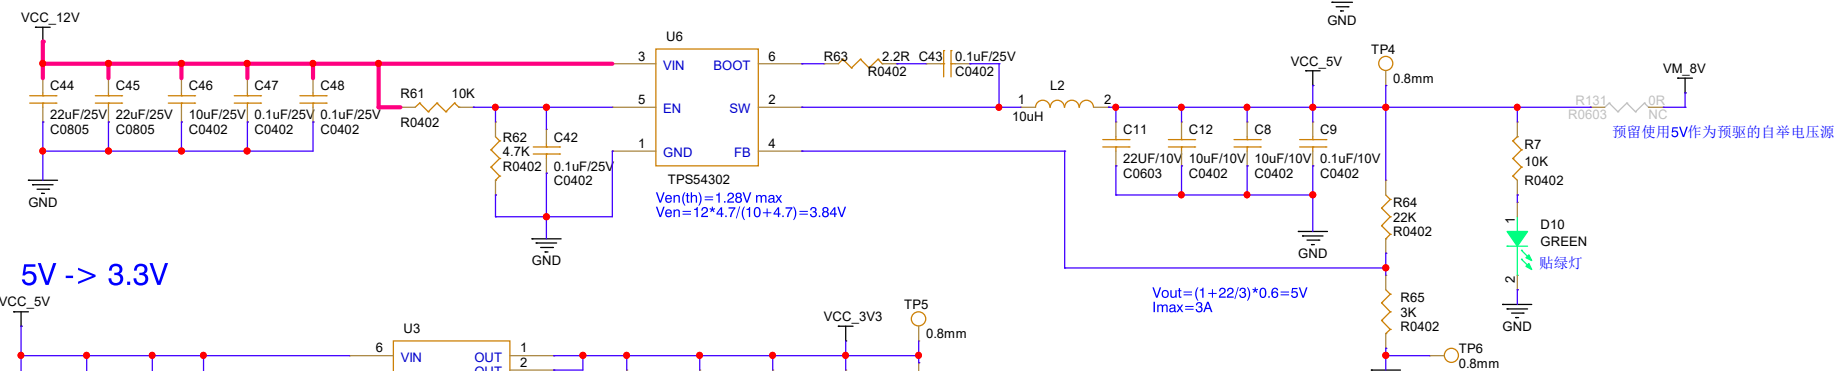 VCC_12V
GND
U6
TP4
R63
2.2R
C43
0.1uF/25V
R0402
C0402
VCC_5V
0.8mm
VM_8V
3
VIN
BOOT
6
C44
22uF/25V
C0805
C45
22uF/25V
C0805
C46
10uF/25V
C0402
C47
0.1uF/25V
C0402
C48
0.1uF/25V
C0402
R61
10K
R0402
5
EN
SW
2
L2
1
2
10uH
R131
0R
R0603
NC
预留使用5V作为预驱的自举电压源
R62
4.7K
R0402
C42
0.1uF/25V
C0402
1
GND
FB
4
TPS54302
C11
22UF/10V
C0603
C12
10uF/10V
C0402
C8
10uF/10V
C0402
C9
0.1uF/10V
C0402
R7
10K
R0402
Ven(th)=1.28V max
Ven=12*4.7/(10+4.7)=3.84V
GND
GND
GND
R64
22K
R0402
1
D10
GREEN
贴绿灯
2
GND
5V -> 3.3V
Vout=(1+22/3)*0.6=5V
Imax=3A
R65
3K
R0402
VCC_5V
U3
VCC_3V3
TP5
0.8mm
6
VIN
OUT
1
OUT
2
TP6
0.8mm